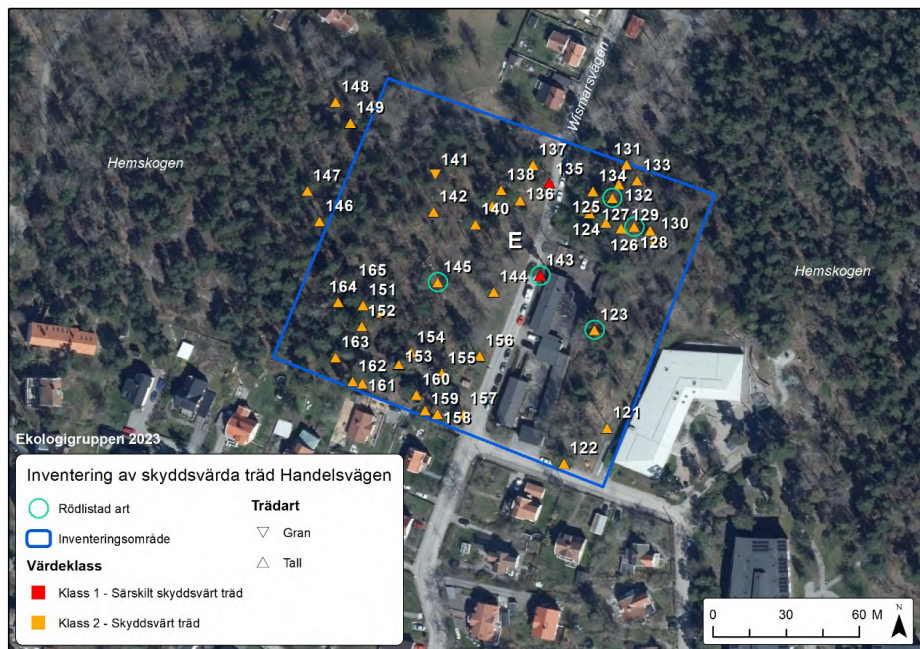 Wismarsvägen
148
149
131
137
133
141
135
134
Hemskogen
138
132
147
142
136
125
127
129
140
130
146
124
126
128
E
Hemskogen
143
165
145
144
164
151
152
123
154
156
163
153
155
162
160
161
159
157
121
158
Ekologigruppen 2023
122
Inventering av skyddsvärda träd Handelsvägen
Rödlistad art
Inventeringsområde
Värdeklass
Klass 1 - Särskilt skyddsvärt träd
Klass 2 - Skyddsvärt träd
Trädart
Gran
Tall
0 30 60 M
N